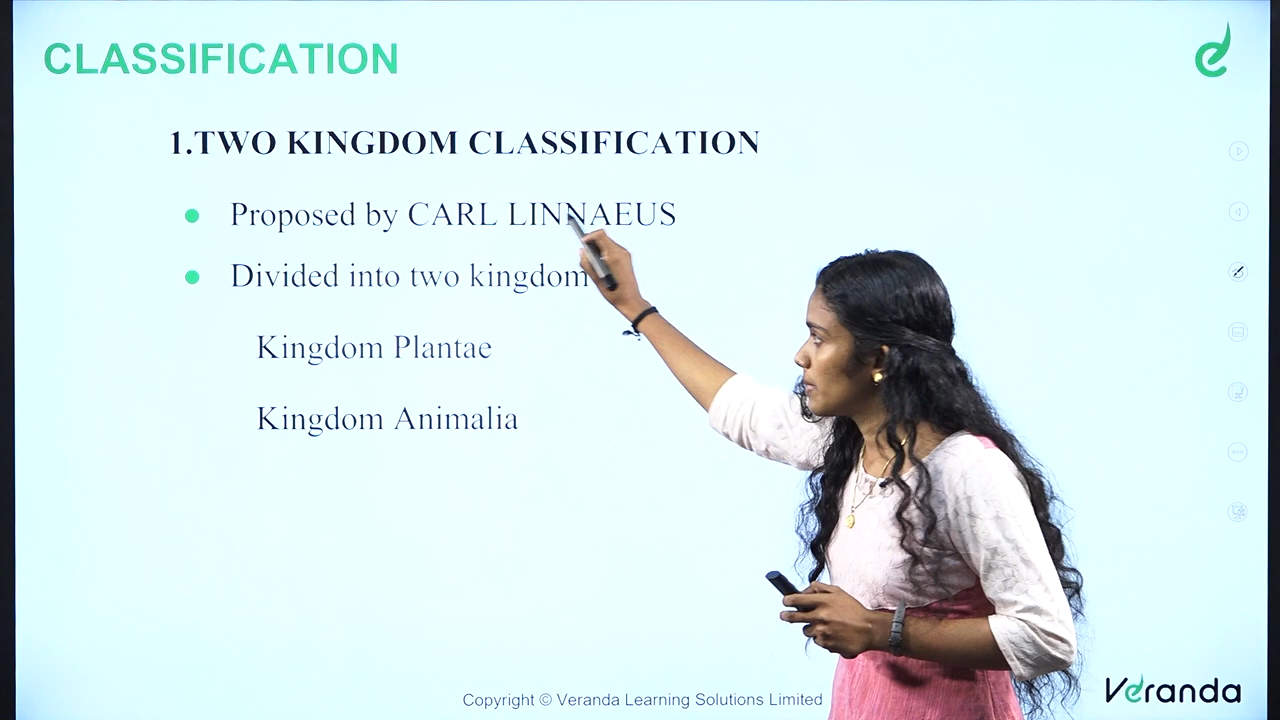 CLASSIFICATION
1.TWO KINGDOM CLASSIFICATION
Proposed by CARL LINNAEUS
Divided into two kingdom
Kingdom Plantae
Kingdom Animalia
Copyright © Veranda Learning Solutions Limited
Veranda